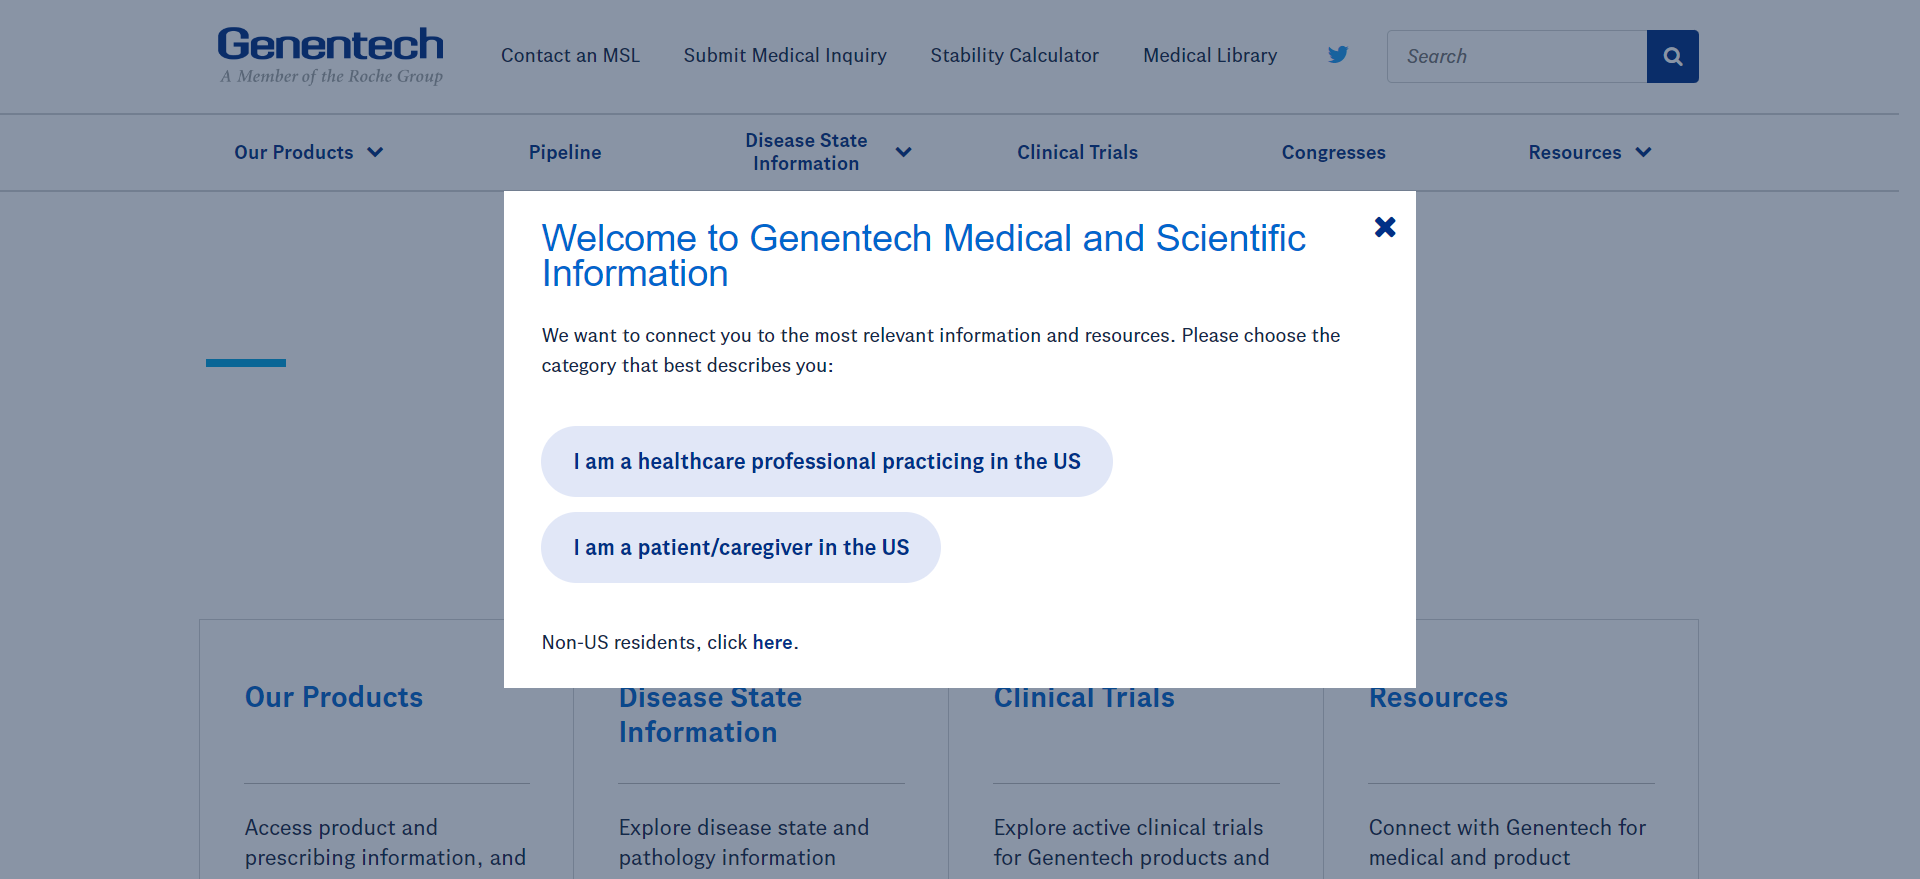 Genentech
A Member of the Roche Group
Contact an MSL
Submit Medical Inquiry
Stability Calculator
Medical Library
Search
Our Products
Pipeline
Disease State
Information
Clinical Trials
Congresses
Resources
Welcome to Genentech Medical and Scientific
Information
We want to connect you to the most relevant information and resources. Please choose the
category that best describes you:
I am a healthcare professional practicing in the US
I am a patient/caregiver in the US
Non-US residents, click here.
Our Products
Access product and
prescribing information, and
Disease State
Information
Explore disease state and
pathology information
Clinical Trials
Explore active clinical trials
for Genentech products and
Resources
Connect with Genentech for
medical and product